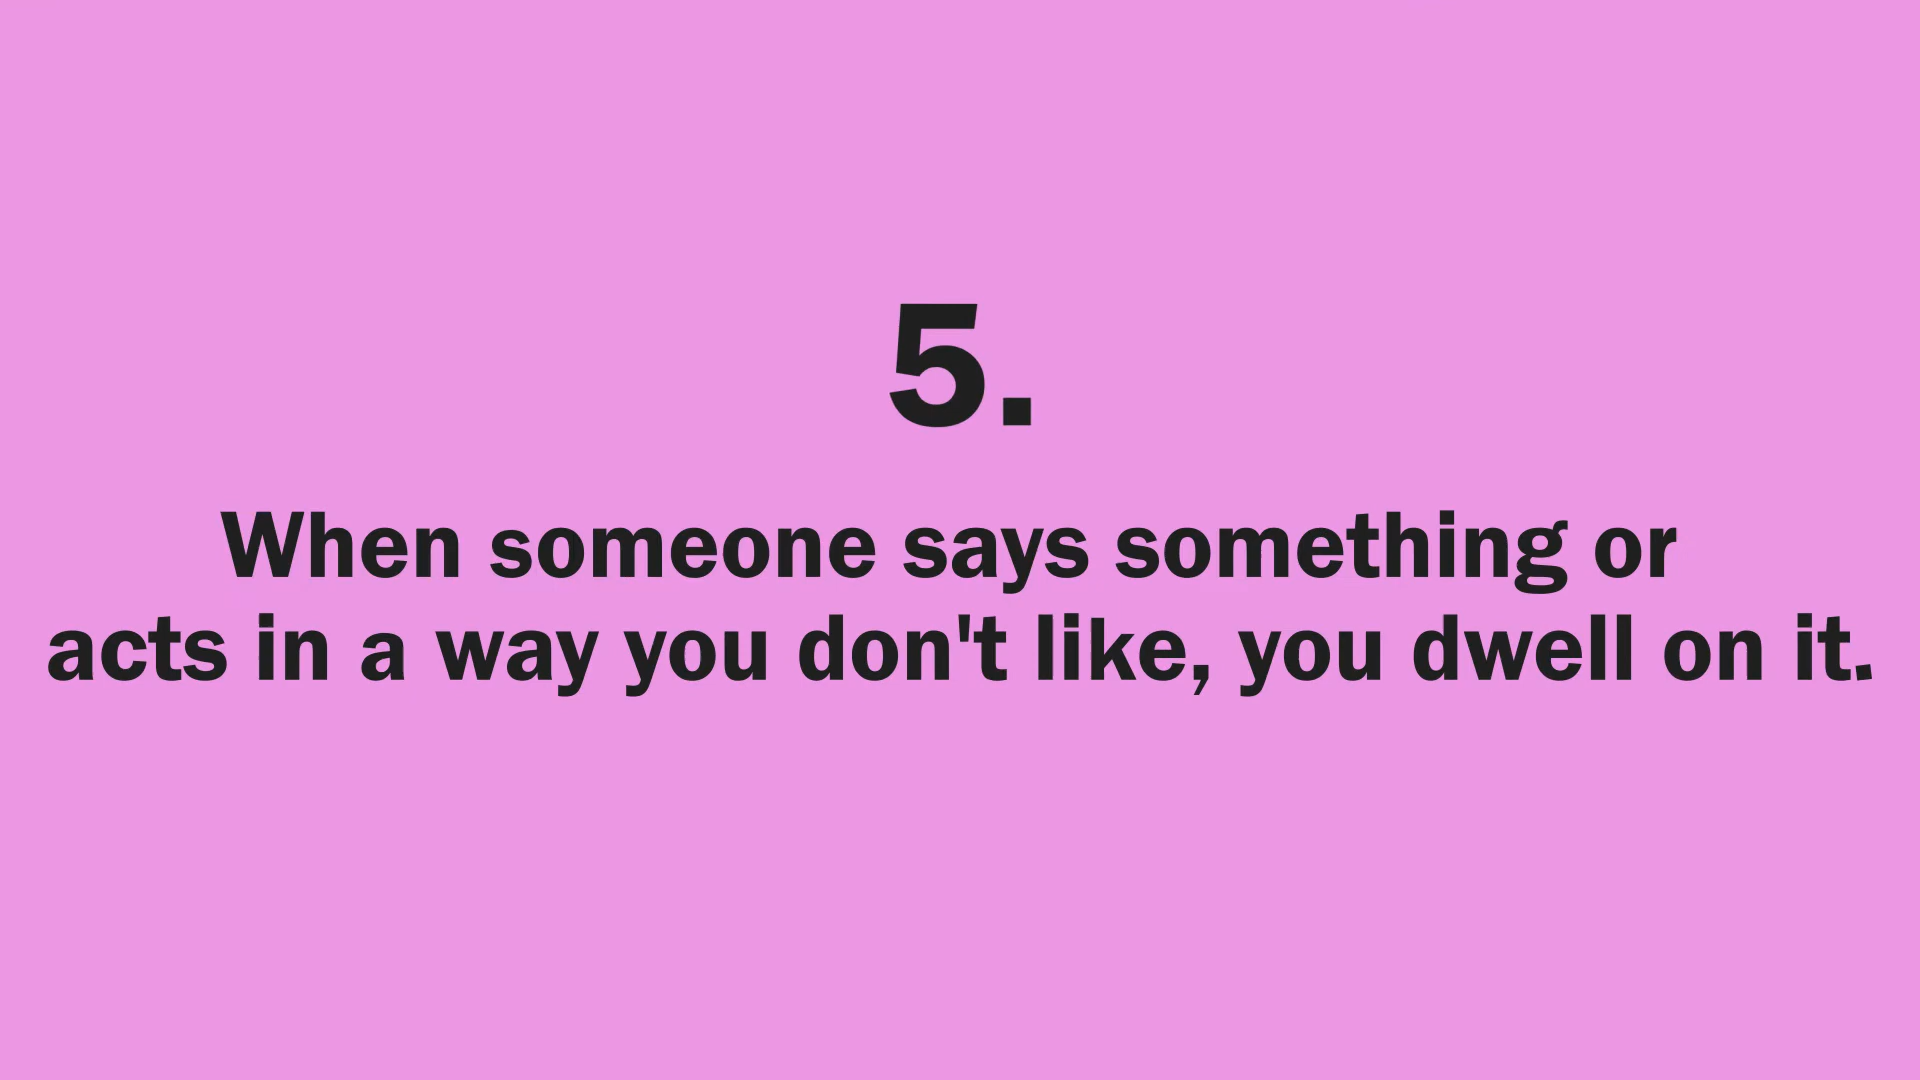 5.
When someone says something or
acts in a way you don't like, you dwell on it.